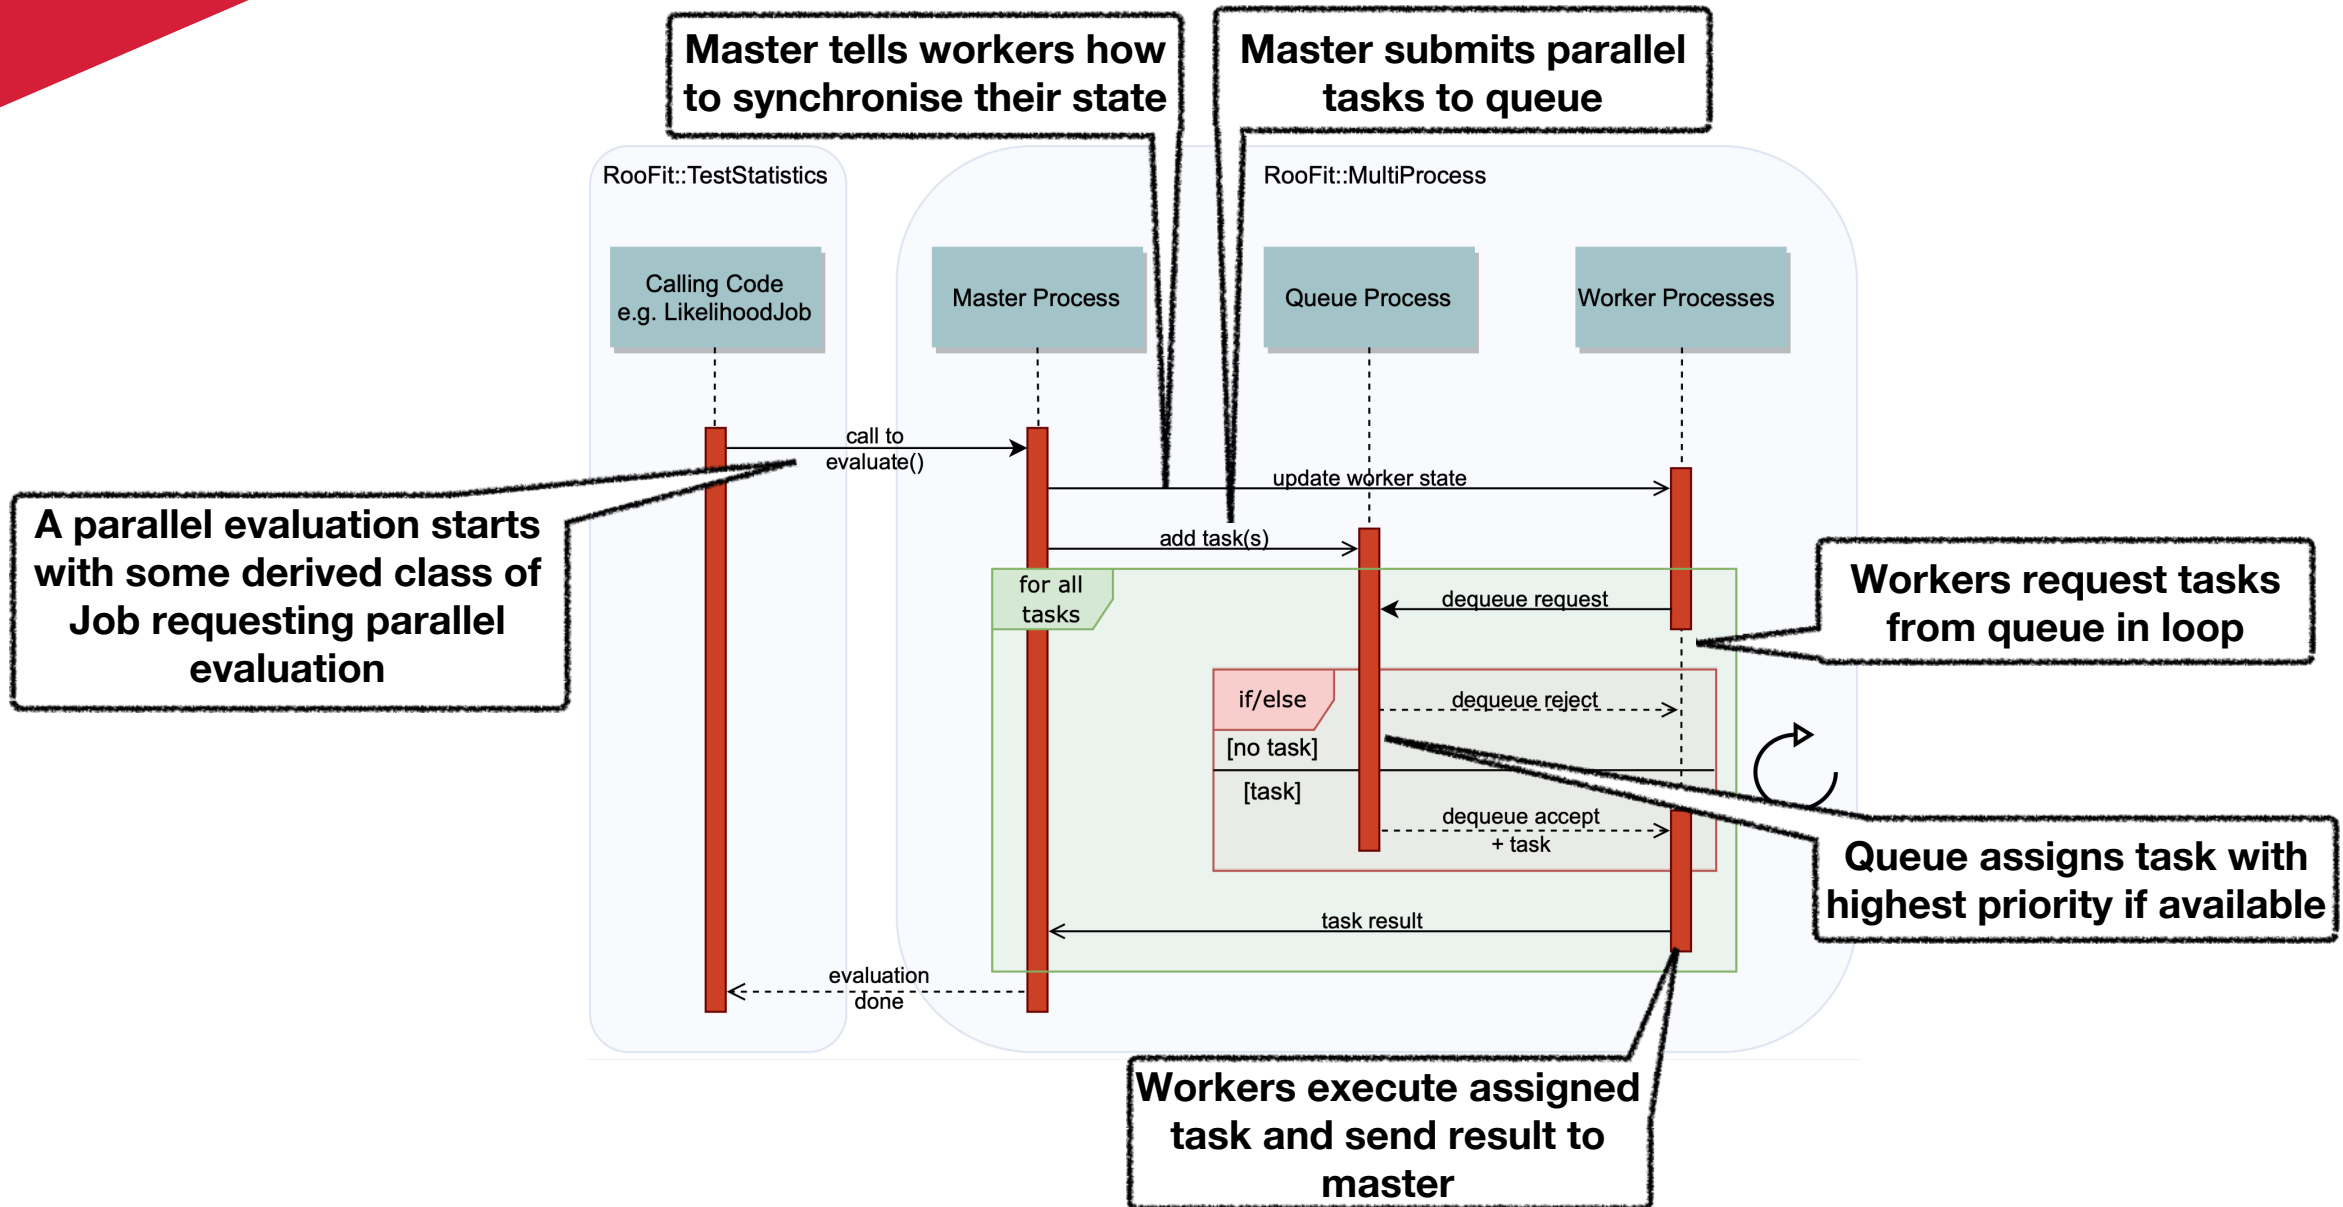 Master tells workers how
to synchronise their state
Master submits parallel
tasks to queue
RooFit::TestStatistics
RooFit::MultiProcess
Calling Code
e.g. LikelihoodJob
Master Process
Queue Process
Worker Processes
call to
evaluate()
update worker state
add task(s)
A parallel evaluation starts
with some derived class of
Job requesting parallel
evaluation
for all
tasks
dequeue request
Workers request tasks
from queue in loop
if/else
dequeue reject
[no task]
[task]
dequeue accept
+ task
Queue assigns task with
highest priority if available
task result
evaluation
done
Workers execute assigned
task and send result to
master